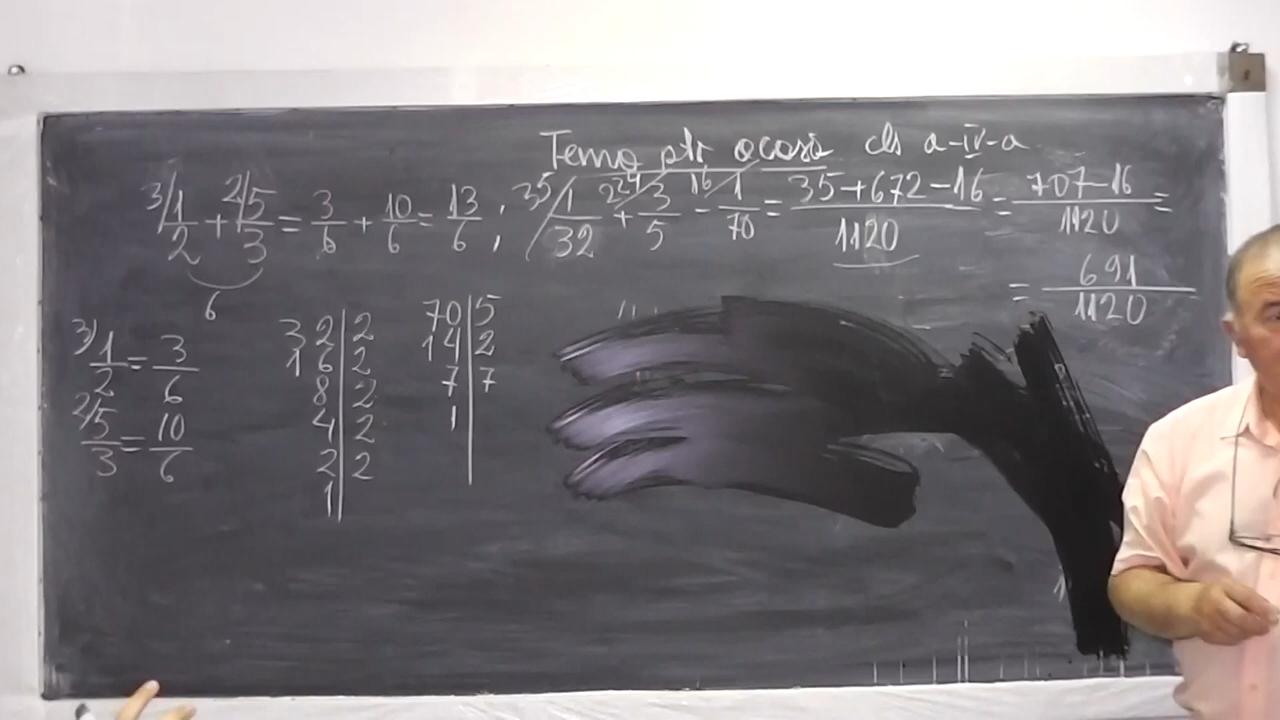 Tema ptr acasă cls a-IV-a
3/1/2 + 2/5/3 = 3/6 + 10/6 = 13/6 ; 35/1/32 + 224/3/5 - 16/1/70 = 35+672-16/1120 = 707-16/1120 =
= 691/1120
6
3/1/2 = 3/6
2/5/3 = 10/6
32 | 2
16 | 2
8 | 2
4 | 2
2 | 2
1
70 | 5
14 | 2
7 | 7
1